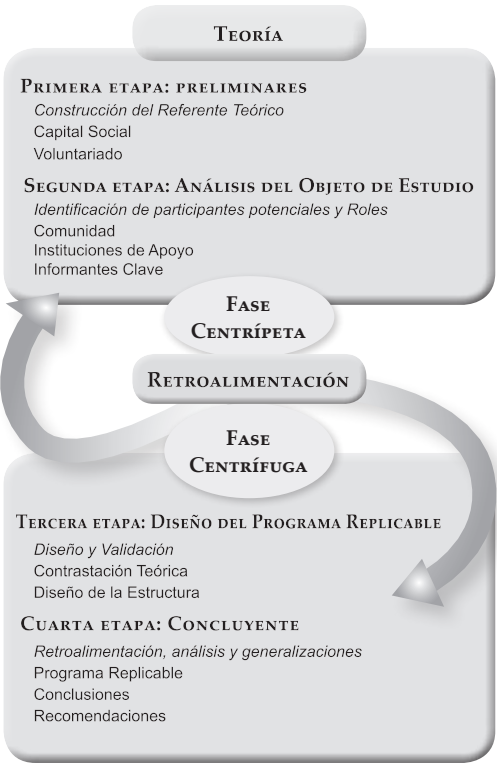 TEORÍA
PRIMERA ETAPA: PRELIMINARES
Construcción del Referente Teórico
Capital Social
Voluntariado
SEGUNDA ETAPA: ANÁLISIS DEL OBJETO DE ESTUDIO
Identificación de participantes potenciales y Roles
Comunidad
Instituciones de Apoyo
Informantes Clave
FASE
CENTRÍPETA
RETROALIMENTACIÓN
FASE
CENTRÍFUGA
TERCERA ETAPA: DISEÑO DEL PROGRAMA REPLICABLE
Diseño y Validación
Contrastación Teórica
Diseño de la Estructura
CUARTA ETAPA: CONCLUYENTE
Retroalimentación, análisis y generalizaciones
Programa Replicable
Conclusiones
Recomendaciones